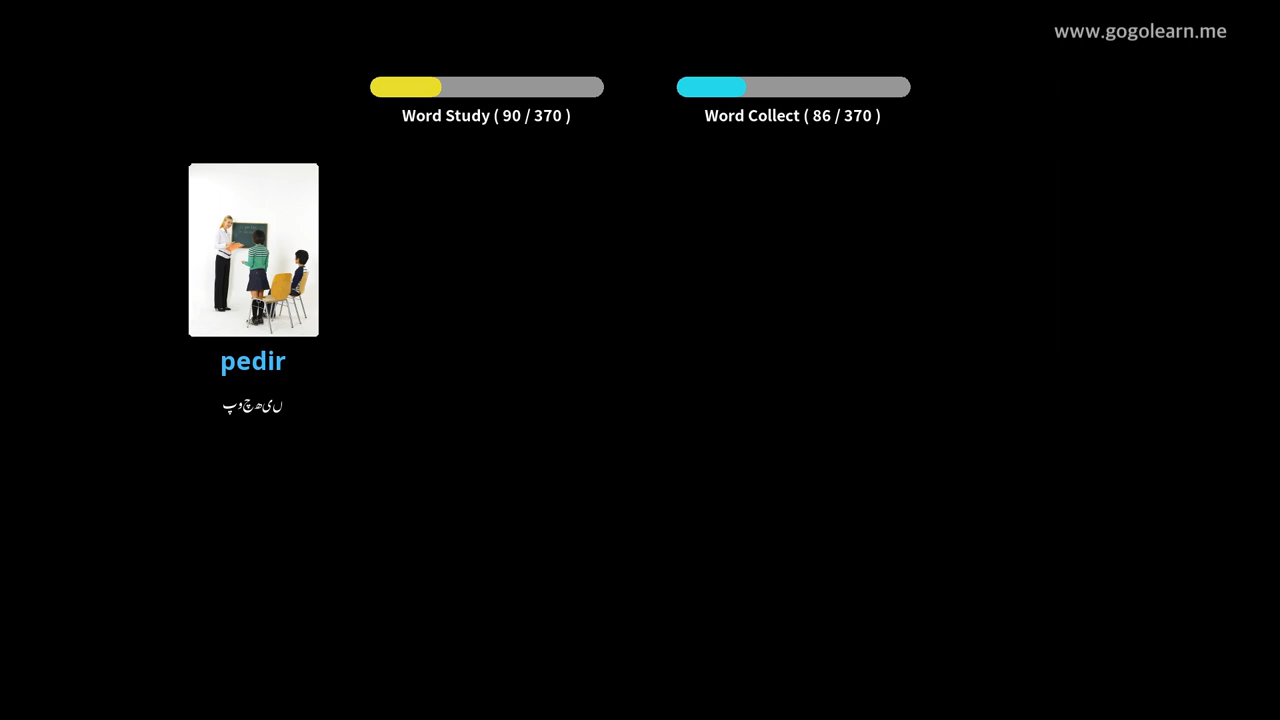 www.gogolearn.me
Word Study ( 90 / 370 )
Word Collect ( 86 / 370 )
pedir
پوچھیں